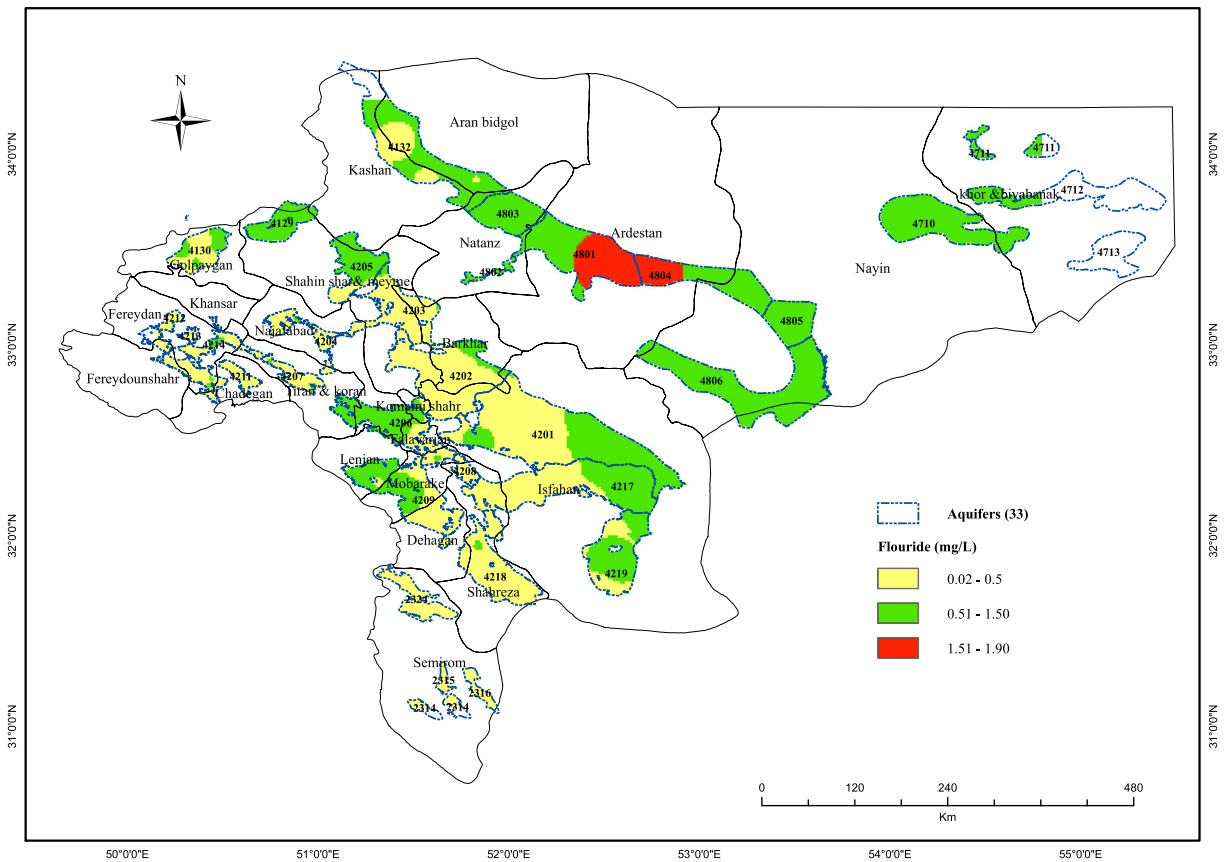 N
Aran bidgol
4132
Kashan
4711
4711
4712
khor & biyabanak
4803
4129
4710
Ardestan
Natanz
4130
4801
4713
Golpaygan
4205
4802
4804
Nayin
Shahin shar& meyme
Khansar
4203
Fereydan
4212
4805
Najafabad
4213
4204
4214
Barkhar
Fereydounshahr
4211
4207
4202
4806
Chadegan
Tiran & koran
Komaini shahr
4206
4201
Falavarjan
Lenjan
4208
Mobarake
Isfahan
4217
4209
Dehagan
4218
4219
Shahreza
2324
Semirom
2315
2316
2314
2314
Aquifers (33)
Flouride (mg/L)
0.02 - 0.5
0.51 - 1.50
1.51 - 1.90
0
120
240
480
Km
34°0'0"N
33°0'0"N
32°0'0"N
31°0'0"N
34°0'0"N
33°0'0"N
32°0'0"N
31°0'0"N
50°0'0"E
51°0'0"E
52°0'0"E
53°0'0"E
54°0'0"E
55°0'0"E